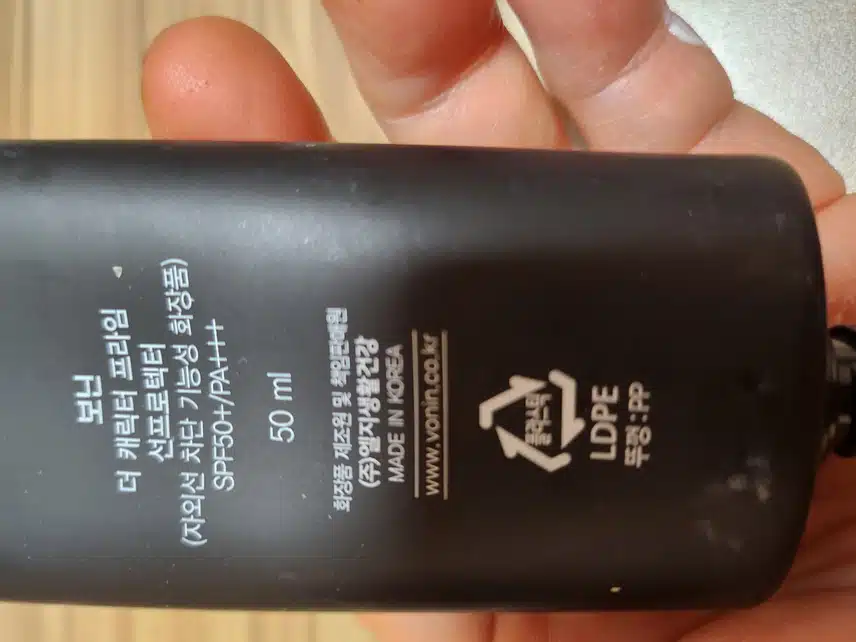 보닌
더 캐릭터 프라임
선프로텍터
(자외선 차단 기능성 화장품)
SPF50+/PA+++
50 ml
화장품 제조원 및 책임판매원
(주)엘지생활건강
MADE IN KOREA
www.vonin.co.kr
플라스틱
LDPE
뚜껑:PP